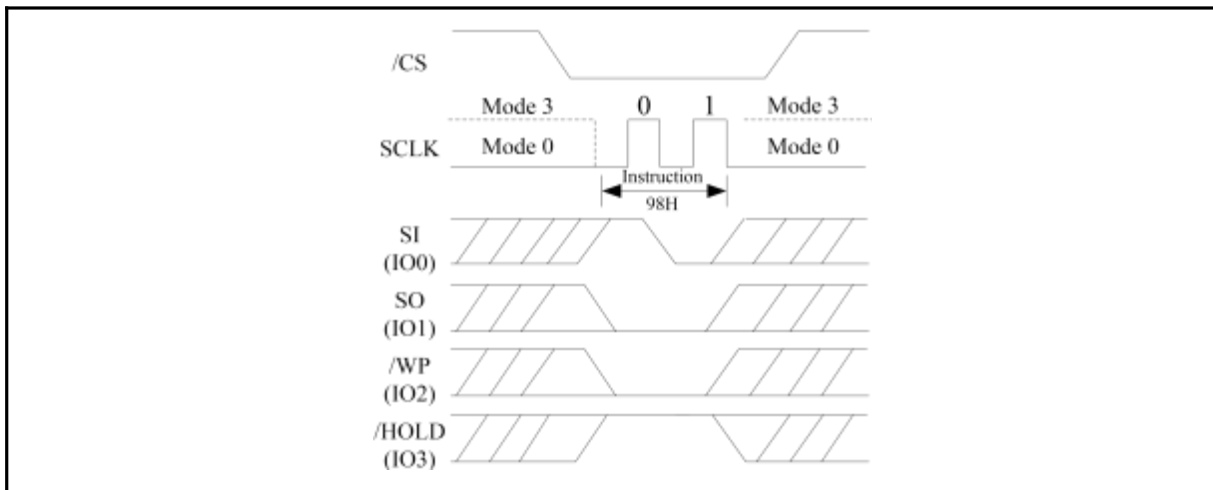 /CS
Mode 3 0 1 Mode 3
SCLK Mode 0 Mode 0
Instruction
98H
SI
(IO0)
SO
(IO1)
/WP
(IO2)
/HOLD
(IO3)